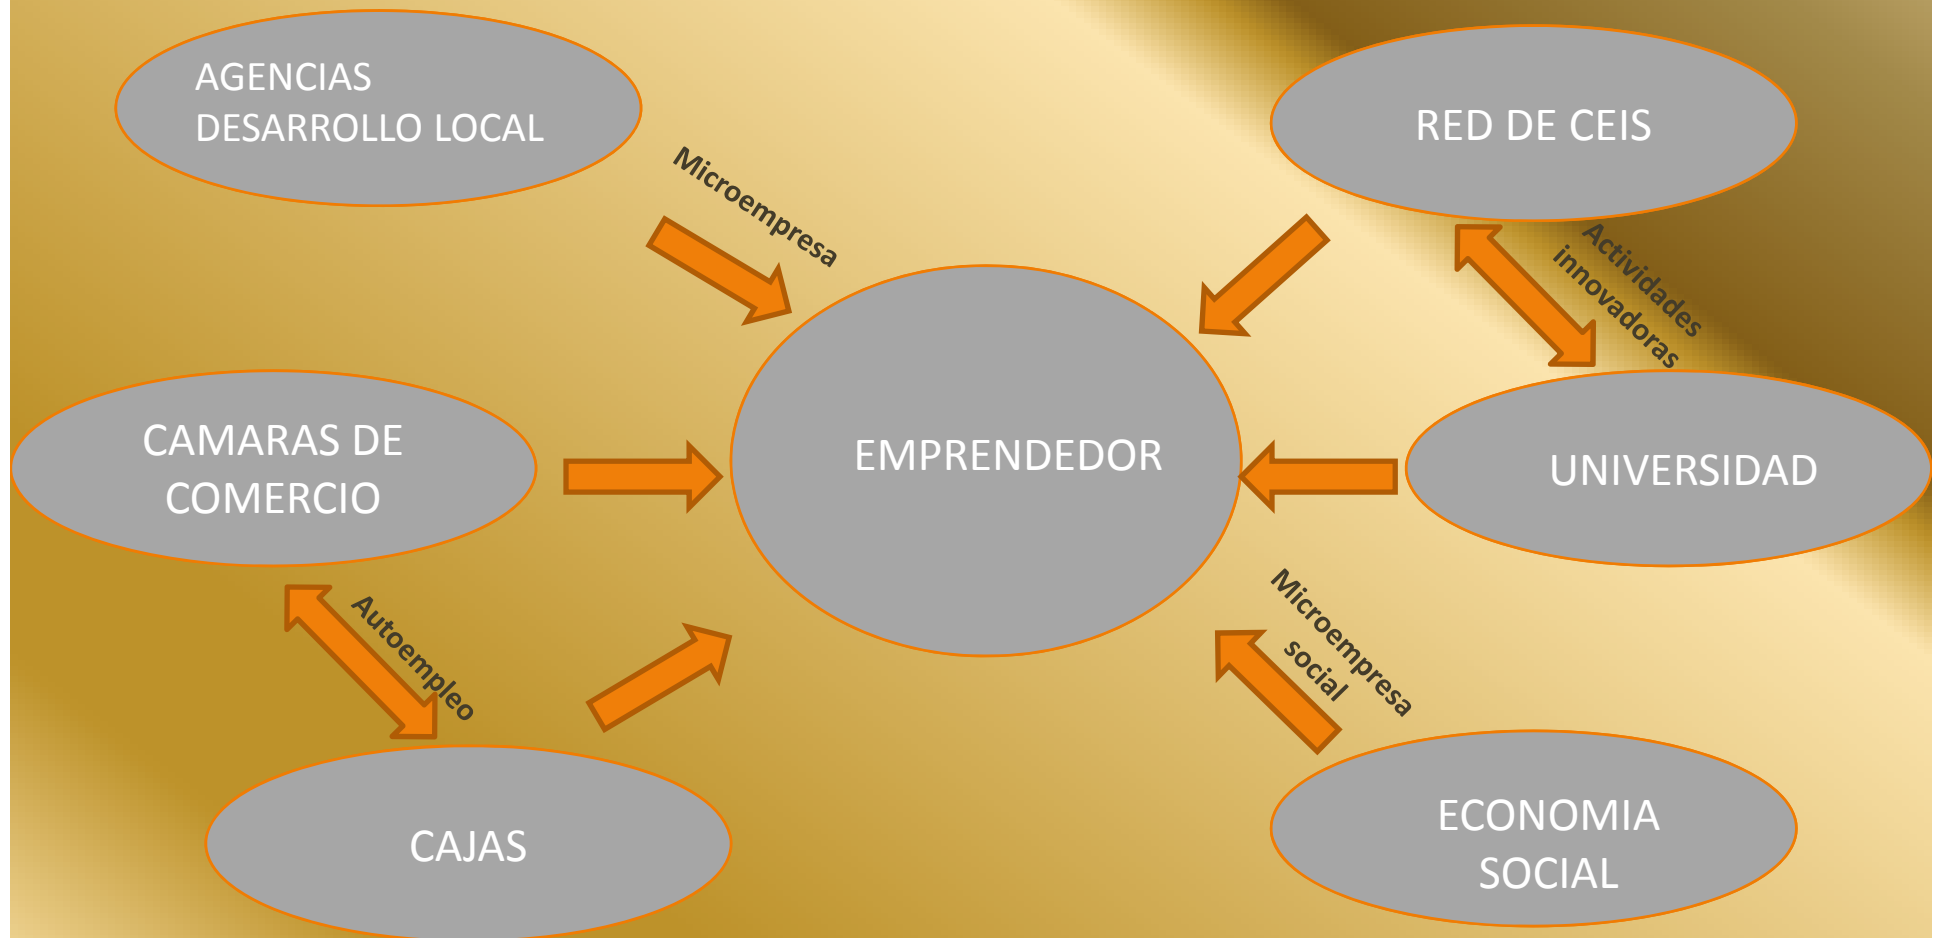 AGENCIAS
DESARROLLO LOCAL
RED DE CEIS
Microempresa
Actividades
innovadoras
CAMARAS DE
COMERCIO
EMPRENDEDOR
UNIVERSIDAD
Autoempleo
Microempresa
social
CAJAS
ECONOMIA
SOCIAL